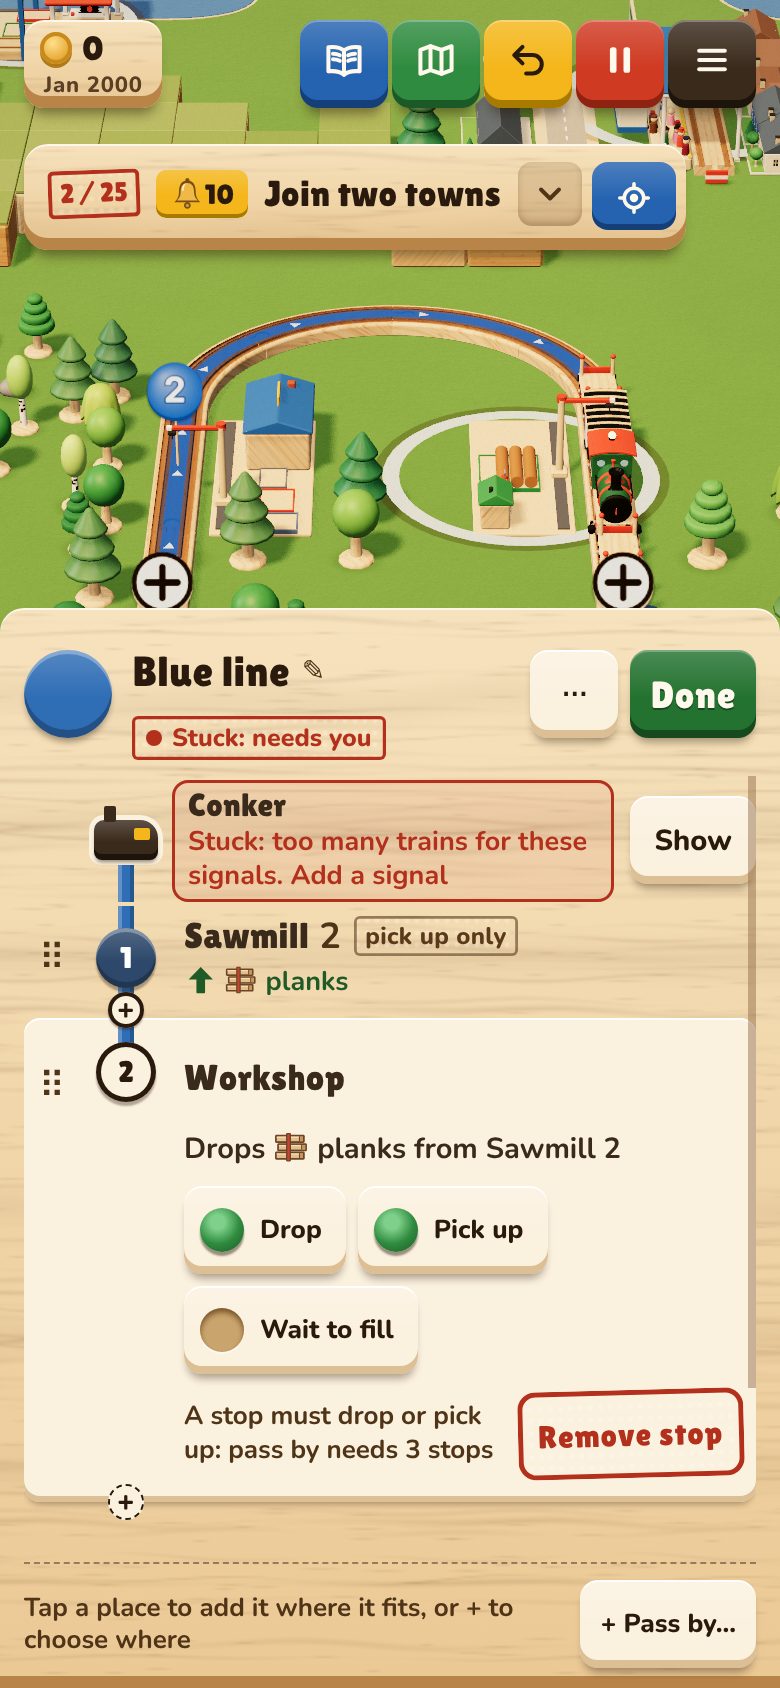 0
Jan 2000
2 / 25
10
Join two towns
2
Blue line
...
Done
Stuck: needs you
Conker
Stuck: too many trains for these
signals. Add a signal
Show
1
Sawmill 2
pick up only
planks
2
Workshop
Drops planks from Sawmill 2
Drop
Pick up
Wait to fill
A stop must drop or pick
up: pass by needs 3 stops
Remove stop
Tap a place to add it where it fits, or + to
choose where
+ Pass by...